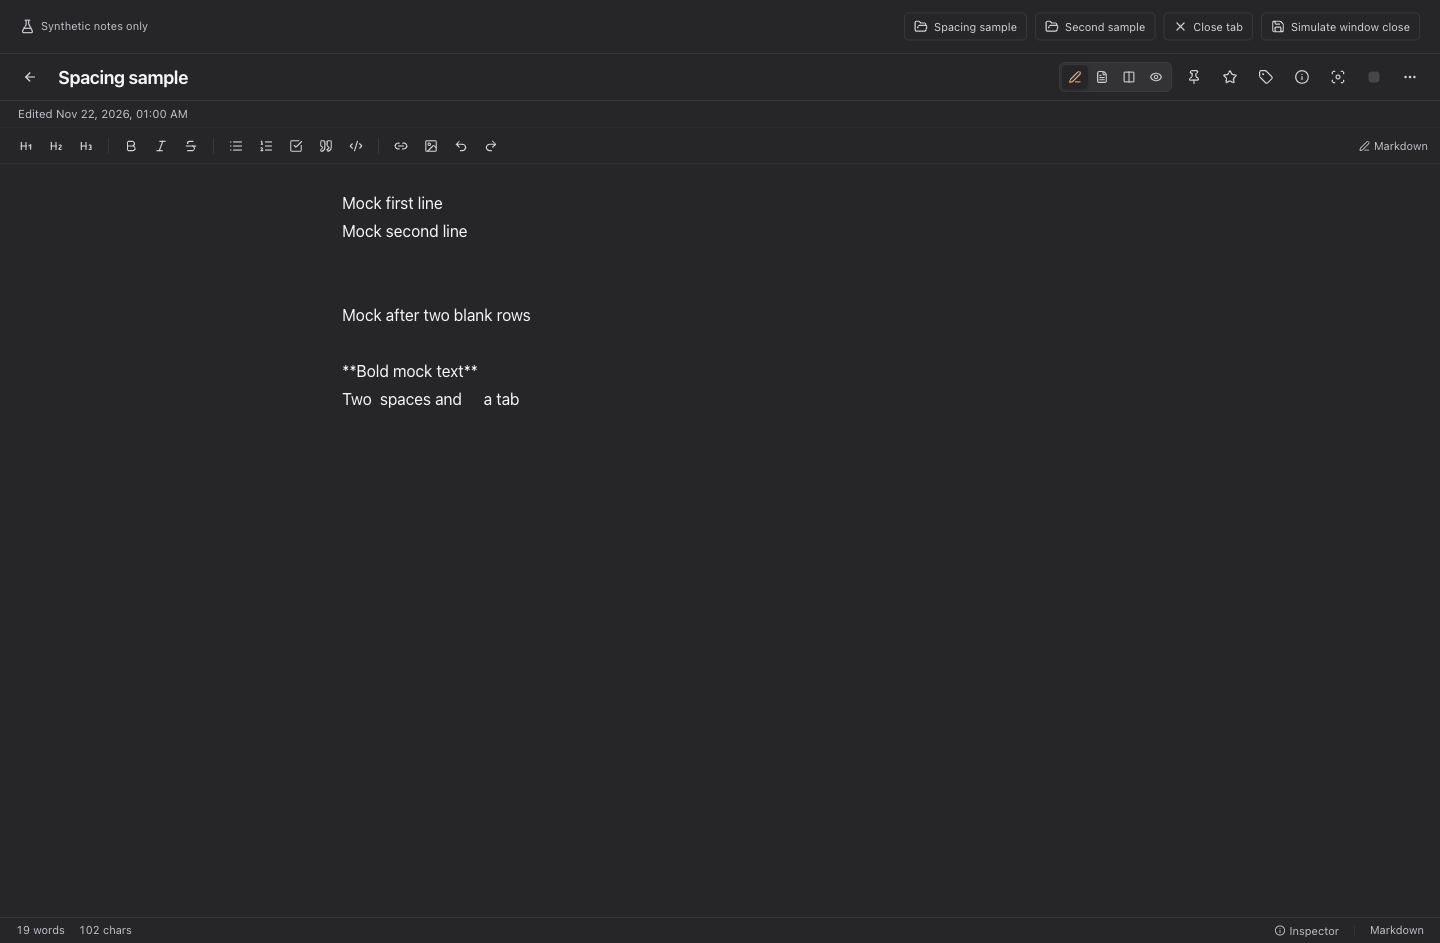 Synthetic notes only
Spacing sample
Second sample
Close tab
Simulate window close
Spacing sample
Edited Nov 22, 2026, 01:00 AM
H1 H2 H3
Markdown
Mock first line
Mock second line
Mock after two blank rows
**Bold mock text**
Two  spaces and	a tab
19 words 102 chars
Inspector
Markdown